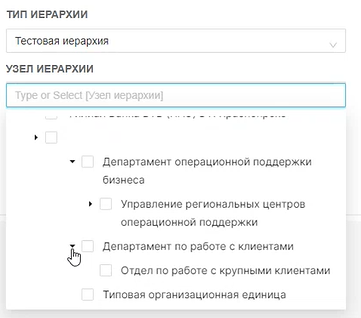 ТИП ИЕРАРХИИ
Тестовая иерархия
УЗЕЛ ИЕРАРХИИ
Type or Select [Узел иерархии]
Департамент операционной поддержки
бизнеса
Управление региональных центров
операционной поддержки
Департамент по работе с клиентами
Отдел по работе с крупными клиентами
Типовая организационная единица